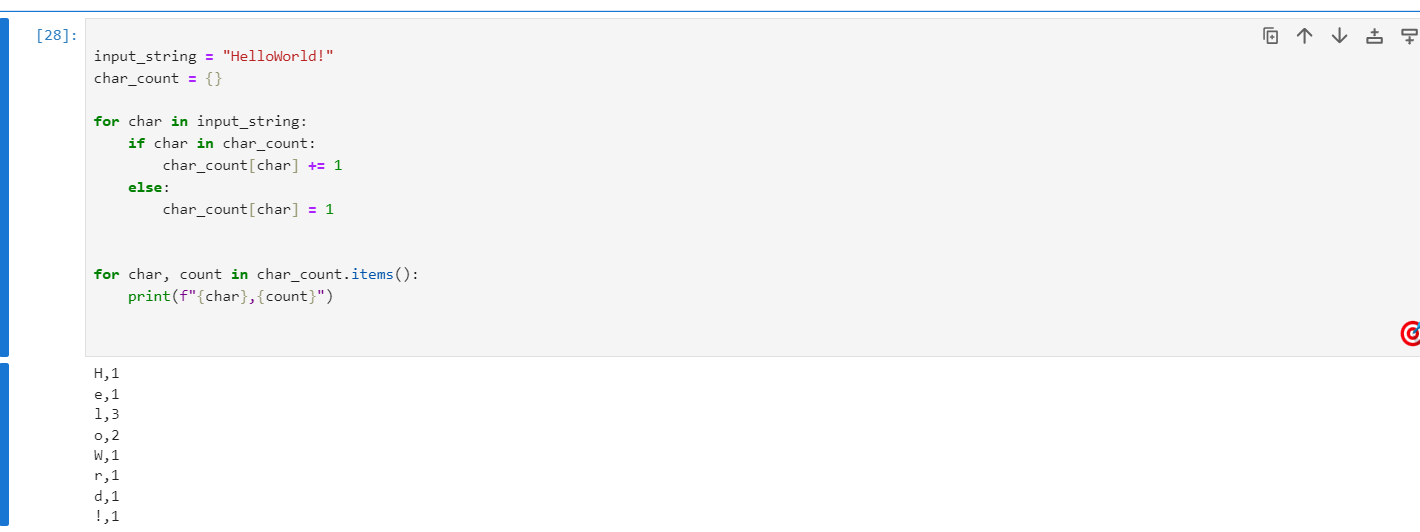 [28]:
input_string = "HelloWorld!"
char_count = {}
for char in input_string:
    if char in char_count:
        char_count[char] += 1
    else:
        char_count[char] = 1
for char, count in char_count.items():
    print(f"{char},{count}")
H,1
e,1
l,3
o,2
W,1
r,1
d,1
!,1